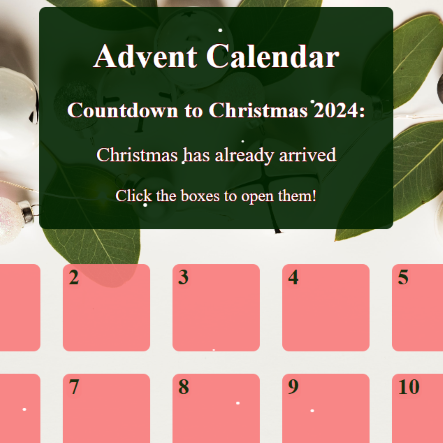 Advent Calendar
Countdown to Christmas 2024:
Christmas has already arrived
Click the boxes to open them!
2 3 4 5
7 8 9 10